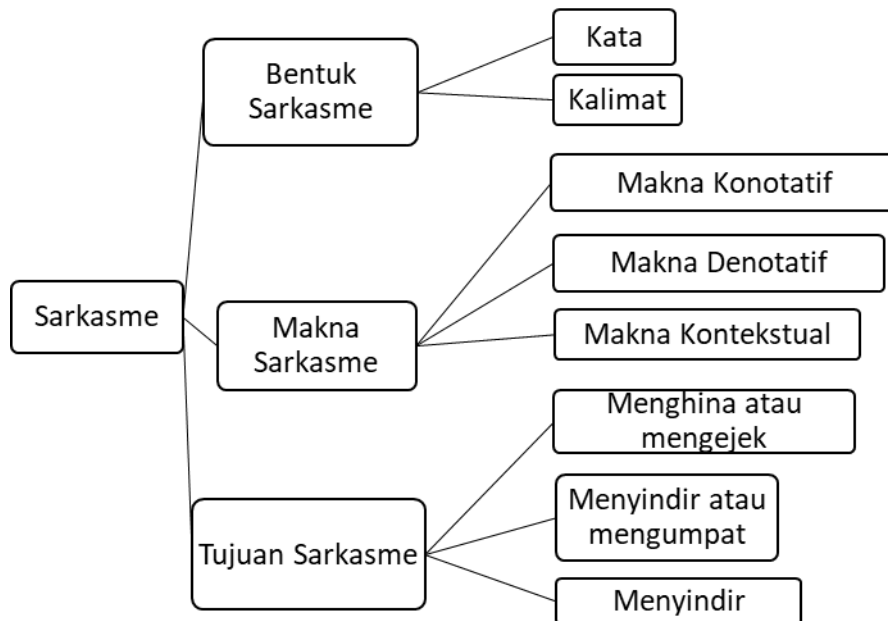 Sarkasme
Bentuk
Sarkasme
Kata
Kalimat
Makna
Sarkasme
Makna Konotatif
Makna Denotatif
Makna Kontekstual
Tujuan Sarkasme
Menghina atau
mengejek
Menyindir atau
mengumpat
Menyindir